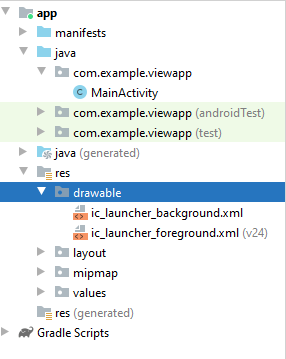 app
manifests
java
com.example.viewapp
MainActivity
com.example.viewapp (androidTest)
com.example.viewapp (test)
java (generated)
res
drawable
ic_launcher_background.xml
ic_launcher_foreground.xml (v24)
layout
mipmap
values
res (generated)
Gradle Scripts